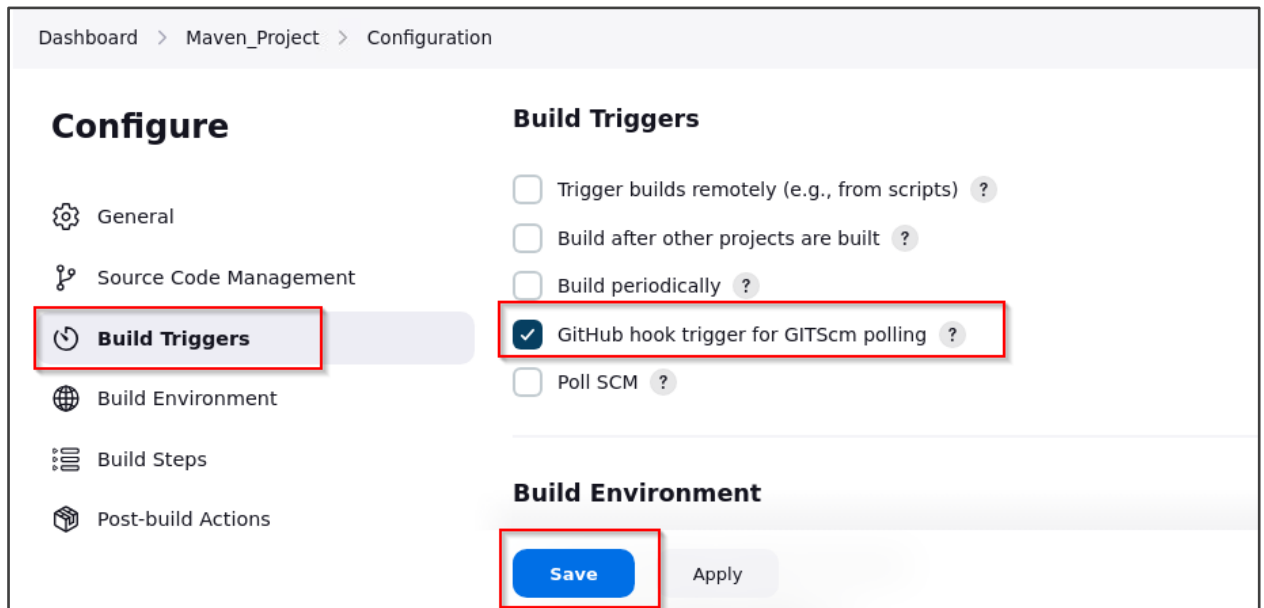 Dashboard > Maven_Project > Configuration
Configure
General
Source Code Management
Build Triggers
Build Environment
Build Steps
Post-build Actions
Build Triggers
Trigger builds remotely (e.g., from scripts) ?
Build after other projects are built ?
Build periodically ?
GitHub hook trigger for GITScm polling ?
Poll SCM ?
Build Environment
Save Apply